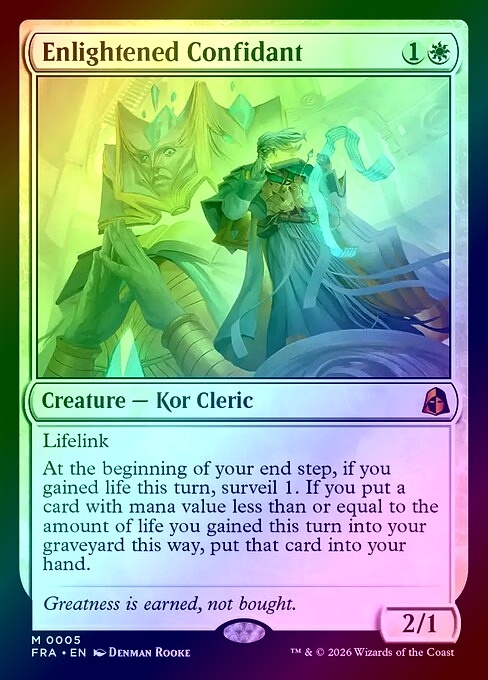 Enlightened Confidant 1
Creature — Kor Cleric
Lifelink
At the beginning of your end step, if you
gained life this turn, surveil 1. If you put a
card with mana value less than or equal to the
amount of life you gained this turn into your
graveyard this way, put that card into your
hand.
Greatness is earned, not bought.
2/1
M 0005
FRA • EN Denman Rooke
™ & © 2026 Wizards of the Coast